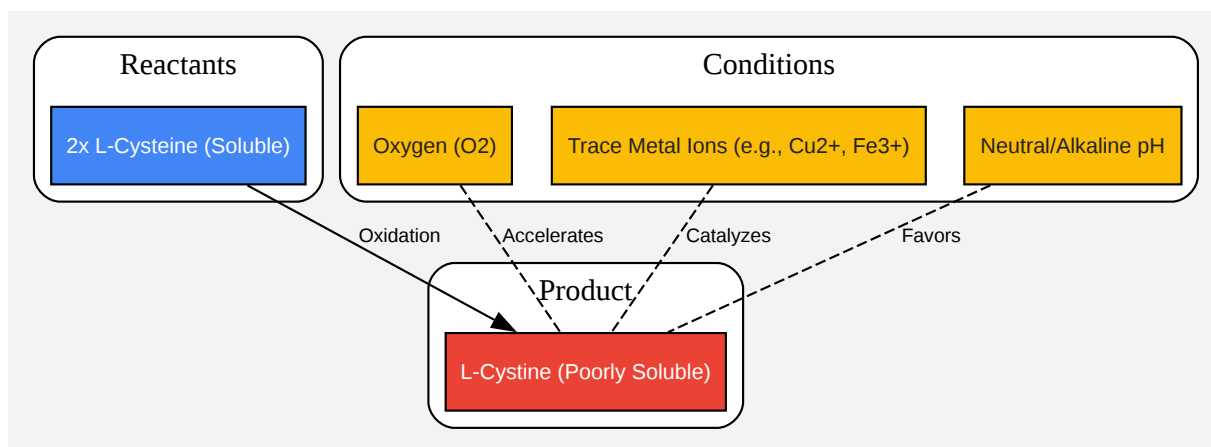 Reactants
Conditions
2x L-Cysteine (Soluble)
Oxygen (O2)
Trace Metal Ions (e.g., Cu2+, Fe3+)
Neutral/Alkaline pH
Oxidation
Accelerates
Catalyzes
Favors
Product
L-Cystine (Poorly Soluble)